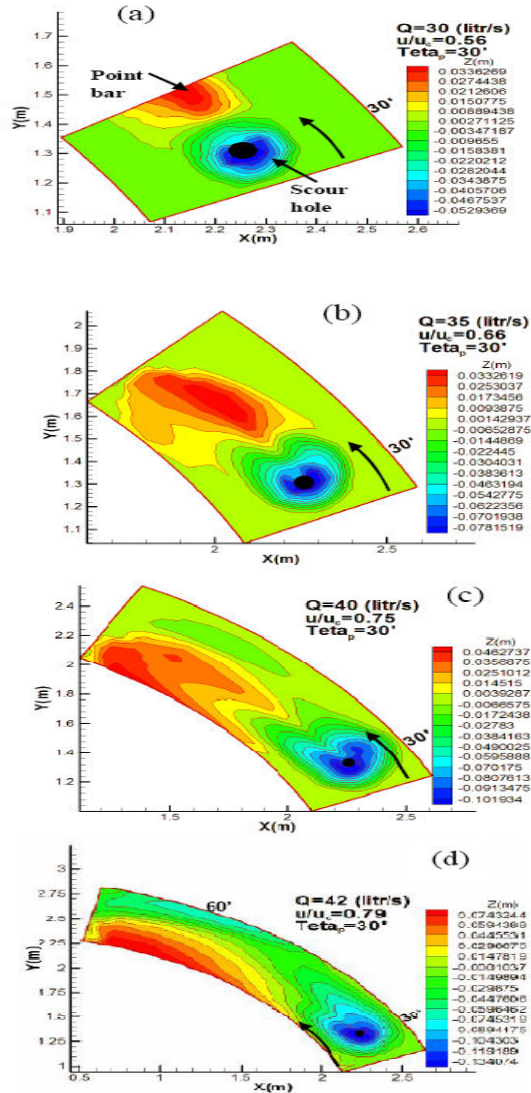 (a)
Q=30 (litr/s)
u/uc=0.56
Tetap=30°
Z(m)
0.0336269
0.0274438
0.0212606
0.0150775
0.00889438
0.00271125
-0.00347187
-0.009655
-0.0158381
-0.0220212
-0.0282044
-0.0343875
-0.0405706
-0.0467537
-0.0529369
Point
bar
30°
Scour
hole
Y(m)
1.7
1.6
1.5
1.4
1.3
1.2
1.1
1.9 2 2.1 2.2 2.3 2.4 2.5 2.6
X(m)
(b)
Q=35 (litr/s)
u/uc=0.66
Tetap=30°
Z(m)
0.0332619
0.0253037
0.0173456
0.0093875
0.00142937
-0.00652875
-0.0144869
-0.022445
-0.0304031
-0.0383613
-0.0463194
-0.0542775
-0.0622356
-0.0701938
-0.0781519
30°
Y(m)
2
1.9
1.8
1.7
1.6
1.5
1.4
1.3
1.2
1.1
2 2.5
X(m)
(c)
Q=40 (litr/s)
u/uc=0.75
Tetap=30°
Z(m)
0.0462737
0.0356875
0.0251012
0.014515
0.0039287
-0.0066575
-0.0172438
-0.02783
-0.0384163
-0.0490025
-0.0595888
-0.070175
-0.0807613
-0.0913475
-0.101934
30°
Y(m)
2.4
2.2
2
1.8
1.6
1.4
1.2
1.5 2 2.5
X(m)
(d)
Q=42 (litr/s)
u/uc=0.79
Tetap=30°
Z(m)
60°
Y(m)
3
2.75
2.5
2.25
2
1.75
1.5
1.25
1
0.5 1 1.5 2 2.5
X(m)